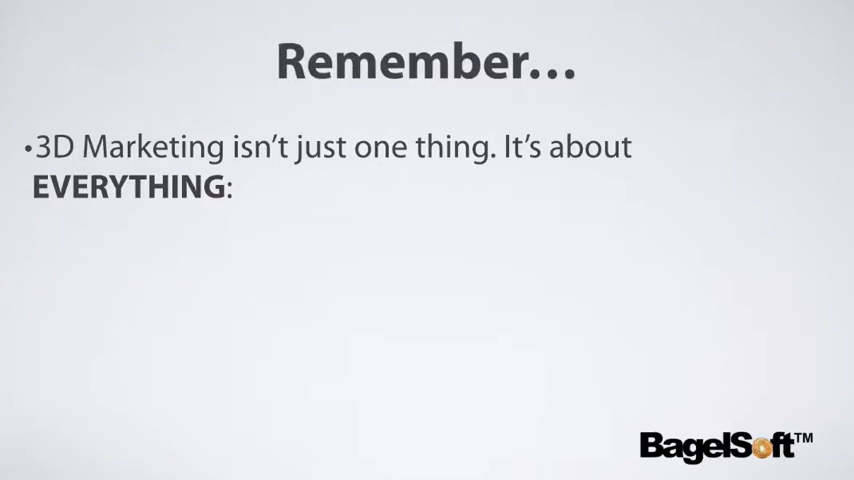 Remember...
•3D Marketing isn't just one thing. It's about
EVERYTHING:
BagelSoft™